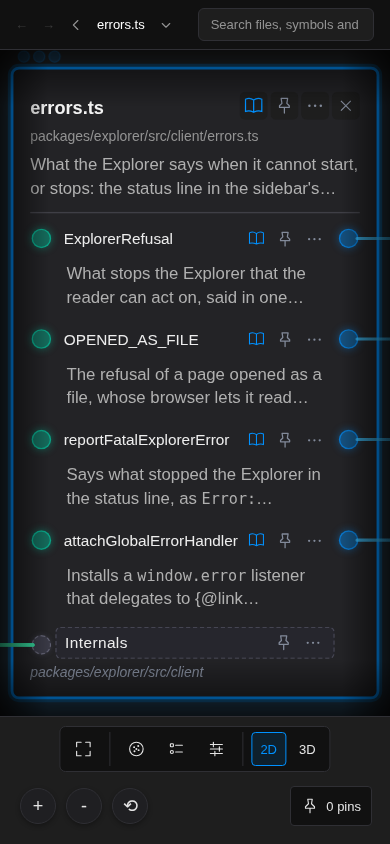 errors.ts
Search files, symbols and
errors.ts
packages/explorer/src/client/errors.ts
What the Explorer says when it cannot start,
or stops: the status line in the sidebar's…
ExplorerRefusal
What stops the Explorer that the
reader can act on, said in one…
OPENED_AS_FILE
The refusal of a page opened as a
file, whose browser lets it read…
reportFatalExplorerError
Says what stopped the Explorer in
the status line, as Error:…
attachGlobalErrorHandler
Installs a window.error listener
that delegates to {@link…
Internals
packages/explorer/src/client
2D 3D
+ - ⟲ 0 pins